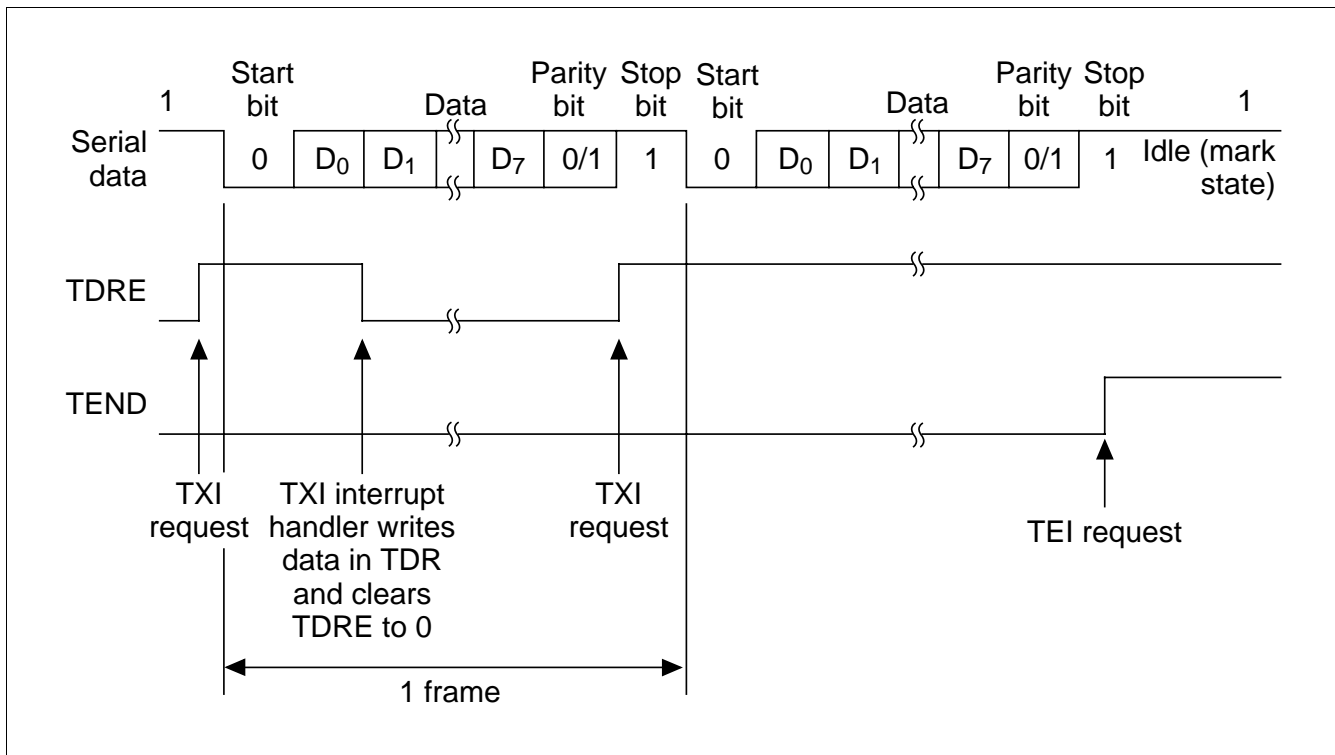 1
Start
bit
Data
Parity
bit
Stop
bit
Start
bit
Data
Parity
bit
Stop
bit
1
Serial
data
0
D0
D1
D7
0/1
1
0
D0
D1
D7
0/1
1
Idle (mark
state)
TDRE
TEND
TXI
request
TXI interrupt
handler writes
data in TDR
and clears
TDRE to 0
TXI
request
TEI request
1 frame